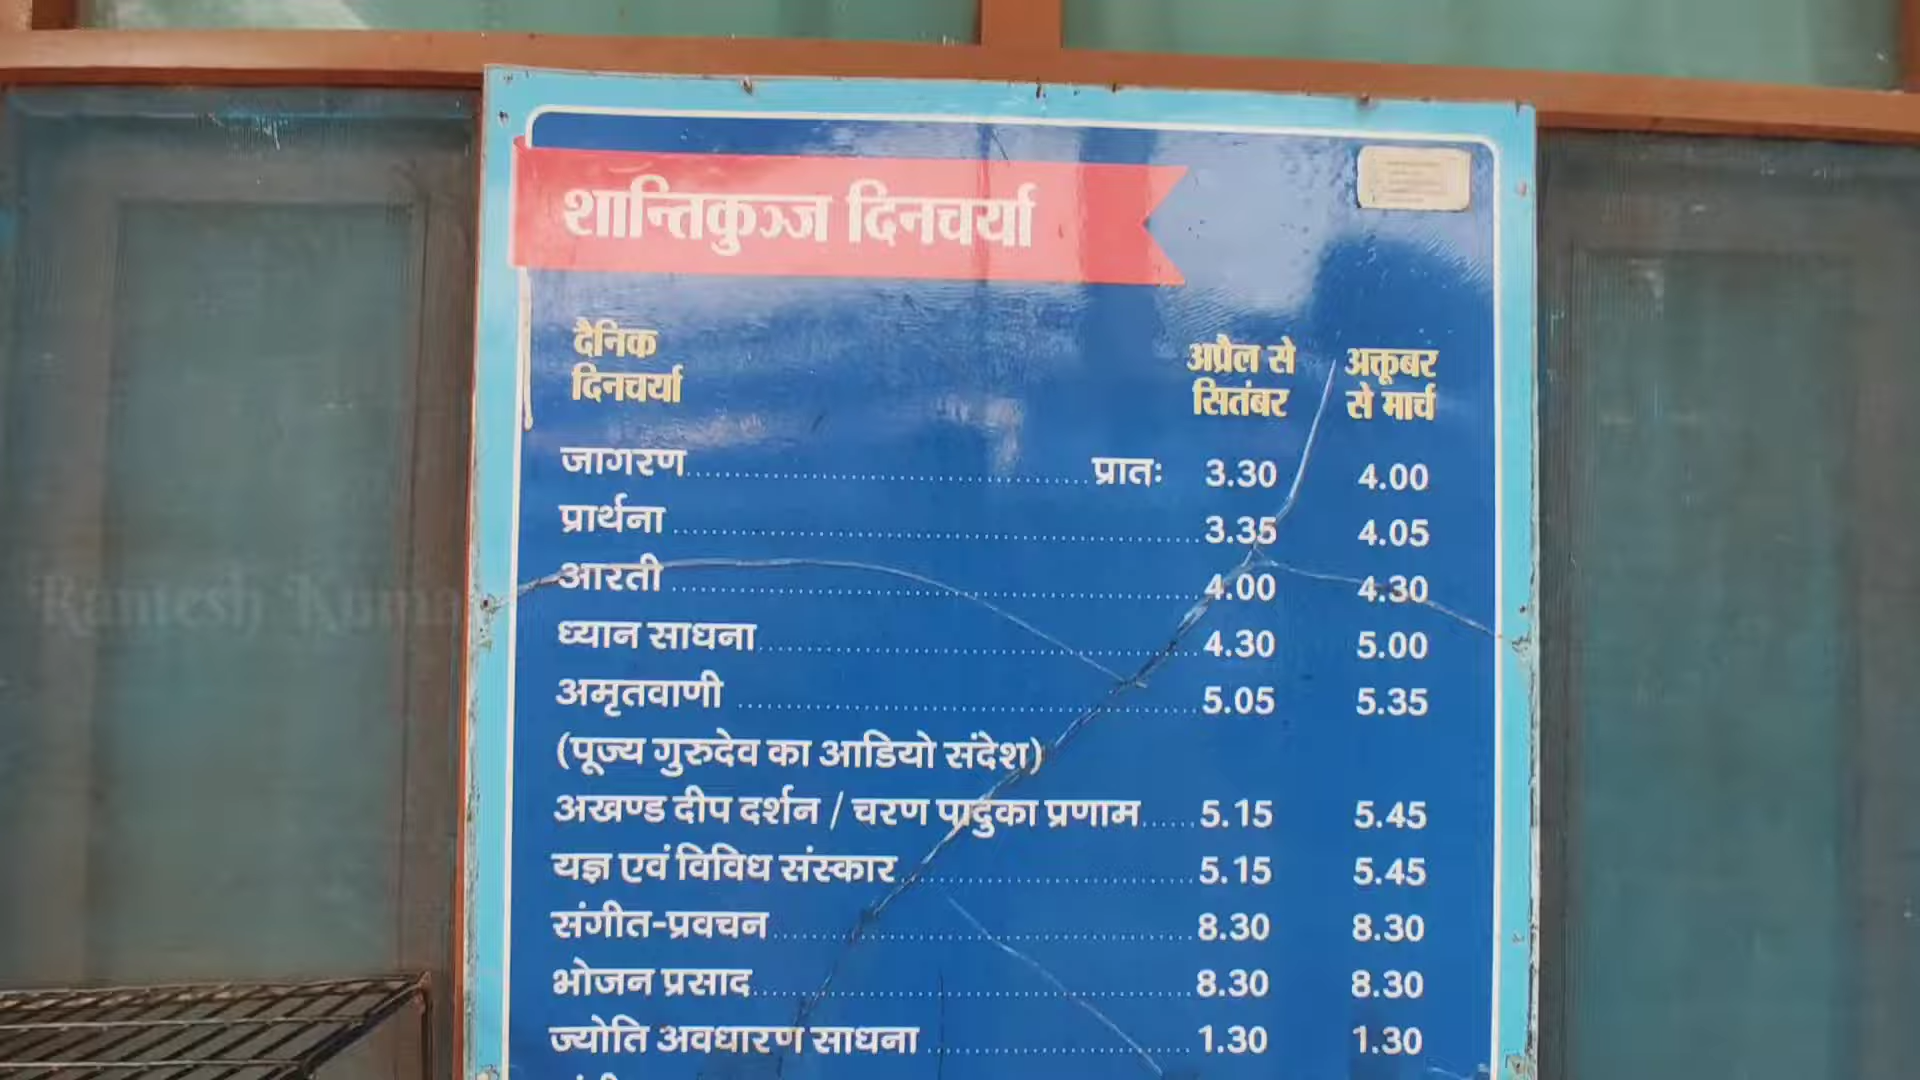 शान्तिकुञ्ज दिनचर्या
दैनिक दिनचर्या अप्रैल से सितंबर अक्तूबर से मार्च
जागरण प्रातः 3.30 4.00
प्रार्थना 3.35 4.05
आरती 4.00 4.30
ध्यान साधना 4.30 5.00
अमृतवाणी 5.05 5.35
(पूज्य गुरुदेव का आडियो संदेश)
अखण्ड दीप दर्शन / चरण पादुका प्रणाम 5.15 5.45
यज्ञ एवं विविध संस्कार 5.15 5.45
संगीत-प्रवचन 8.30 8.30
भोजन प्रसाद 8.30 8.30
ज्योति अवधारण साधना 1.30 1.30
Ramesh Kuma